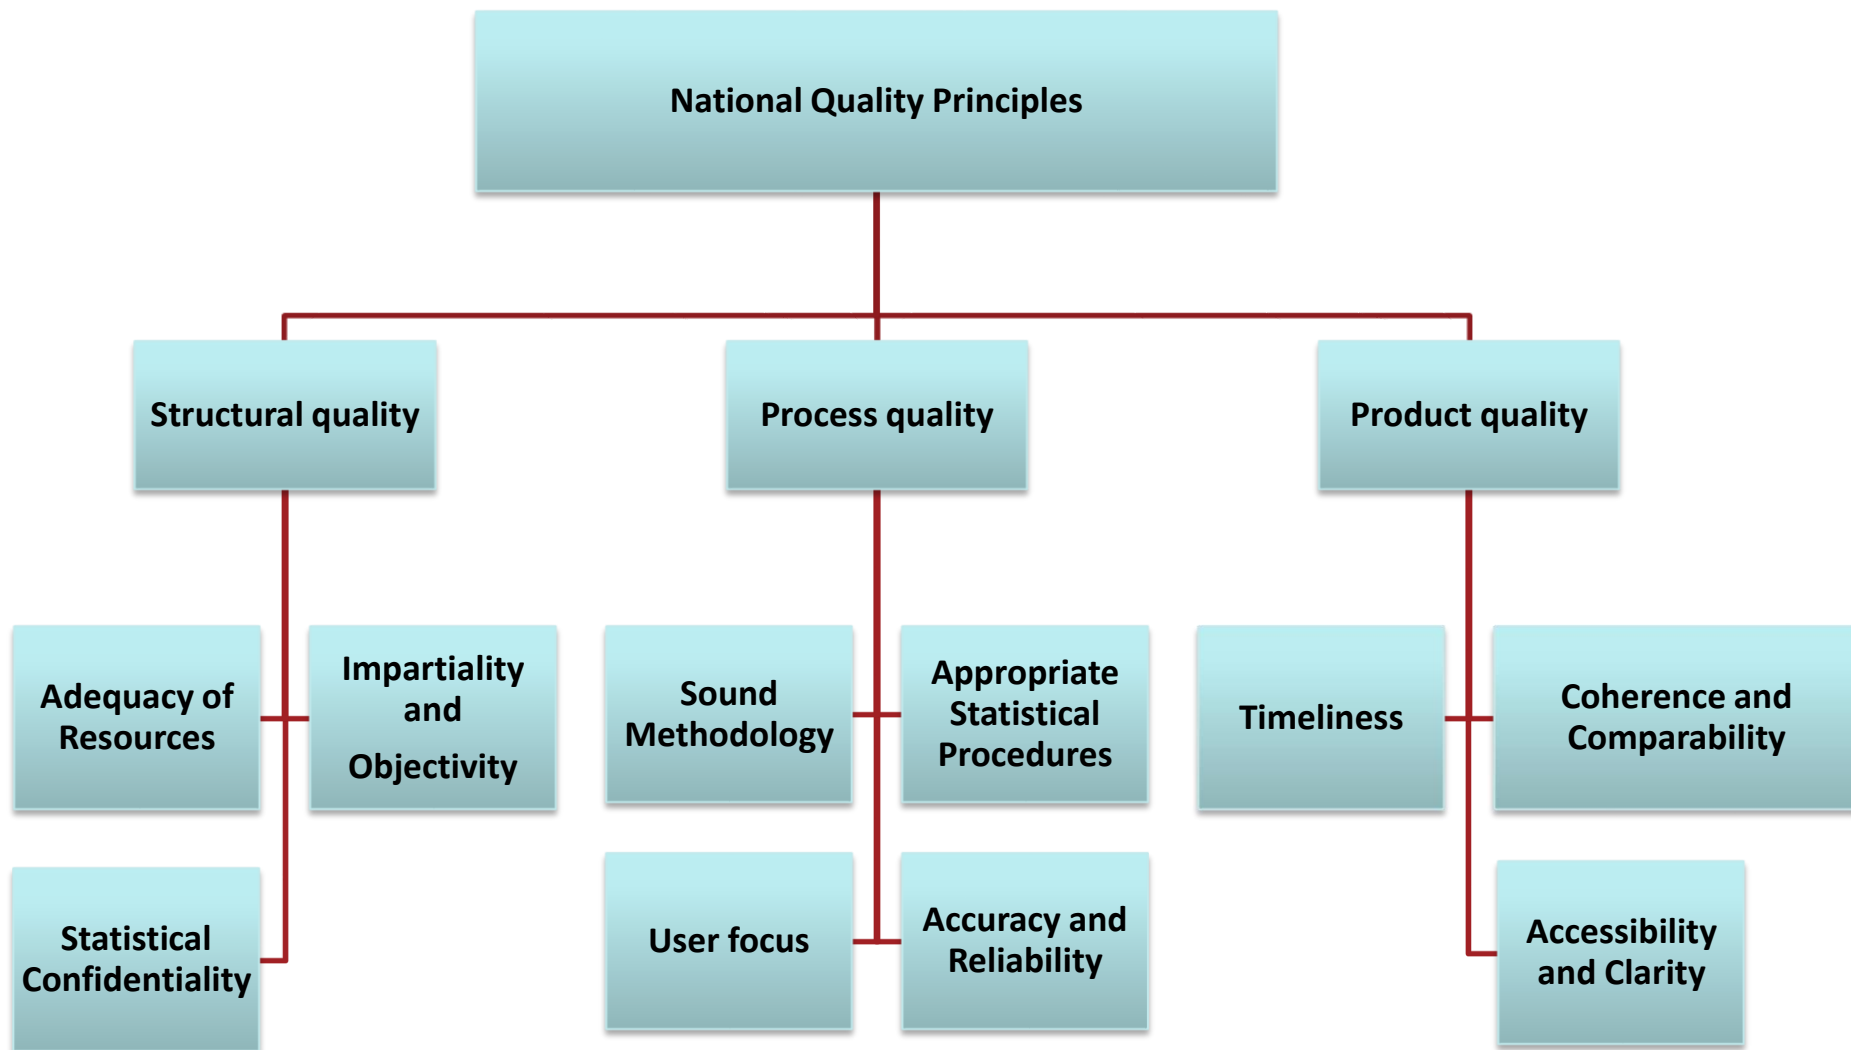 National Quality Principles
Structural quality
Process quality
Product quality
Adequacy of
Resources
Impartiality
and
Objectivity
Sound
Methodology
Appropriate
Statistical
Procedures
Timeliness
Coherence and
Comparability
Statistical
Confidentiality
User focus
Accuracy and
Reliability
Accessibility
and Clarity